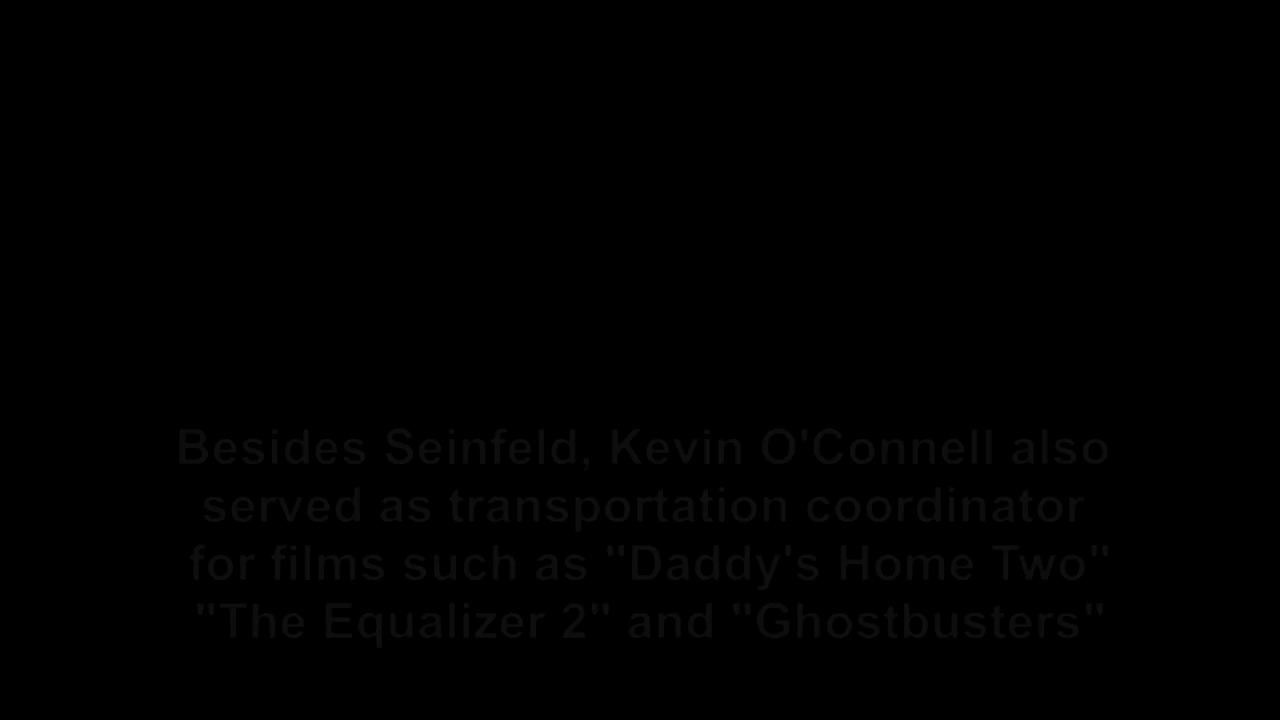 Besides Seinfeld, Kevin O'Connell also
served as transportation coordinator
for films such as "Daddy's Home Two"
"The Equalizer 2" and "Ghostbusters"